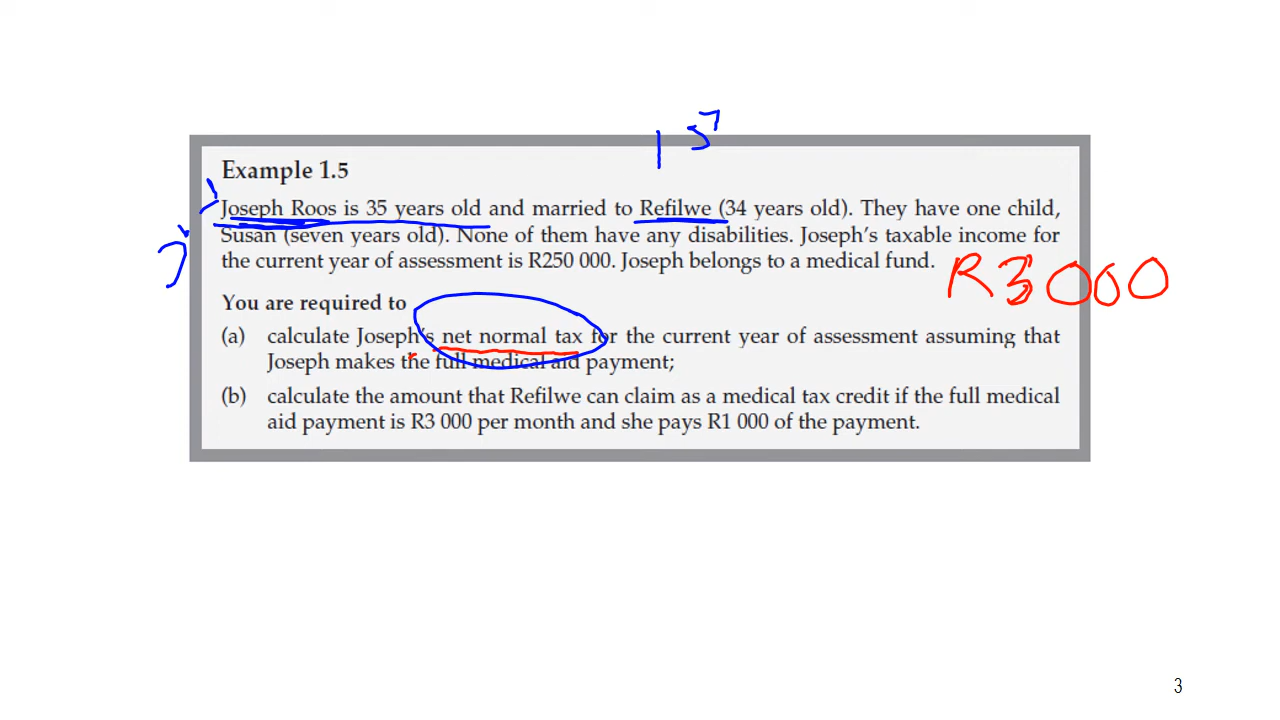 Example 1.5
Joseph Roos is 35 years old and married to Refilwe (34 years old). They have one child,
Susan (seven years old). None of them have any disabilities. Joseph's taxable income for
the current year of assessment is R250 000. Joseph belongs to a medical fund.
R3000
You are required to
(a) calculate Joseph's net normal tax for the current year of assessment assuming that
Joseph makes the full medical aid payment;
(b) calculate the amount that Refilwe can claim as a medical tax credit if the full medical
aid payment is R3 000 per month and she pays R1 000 of the payment.
3